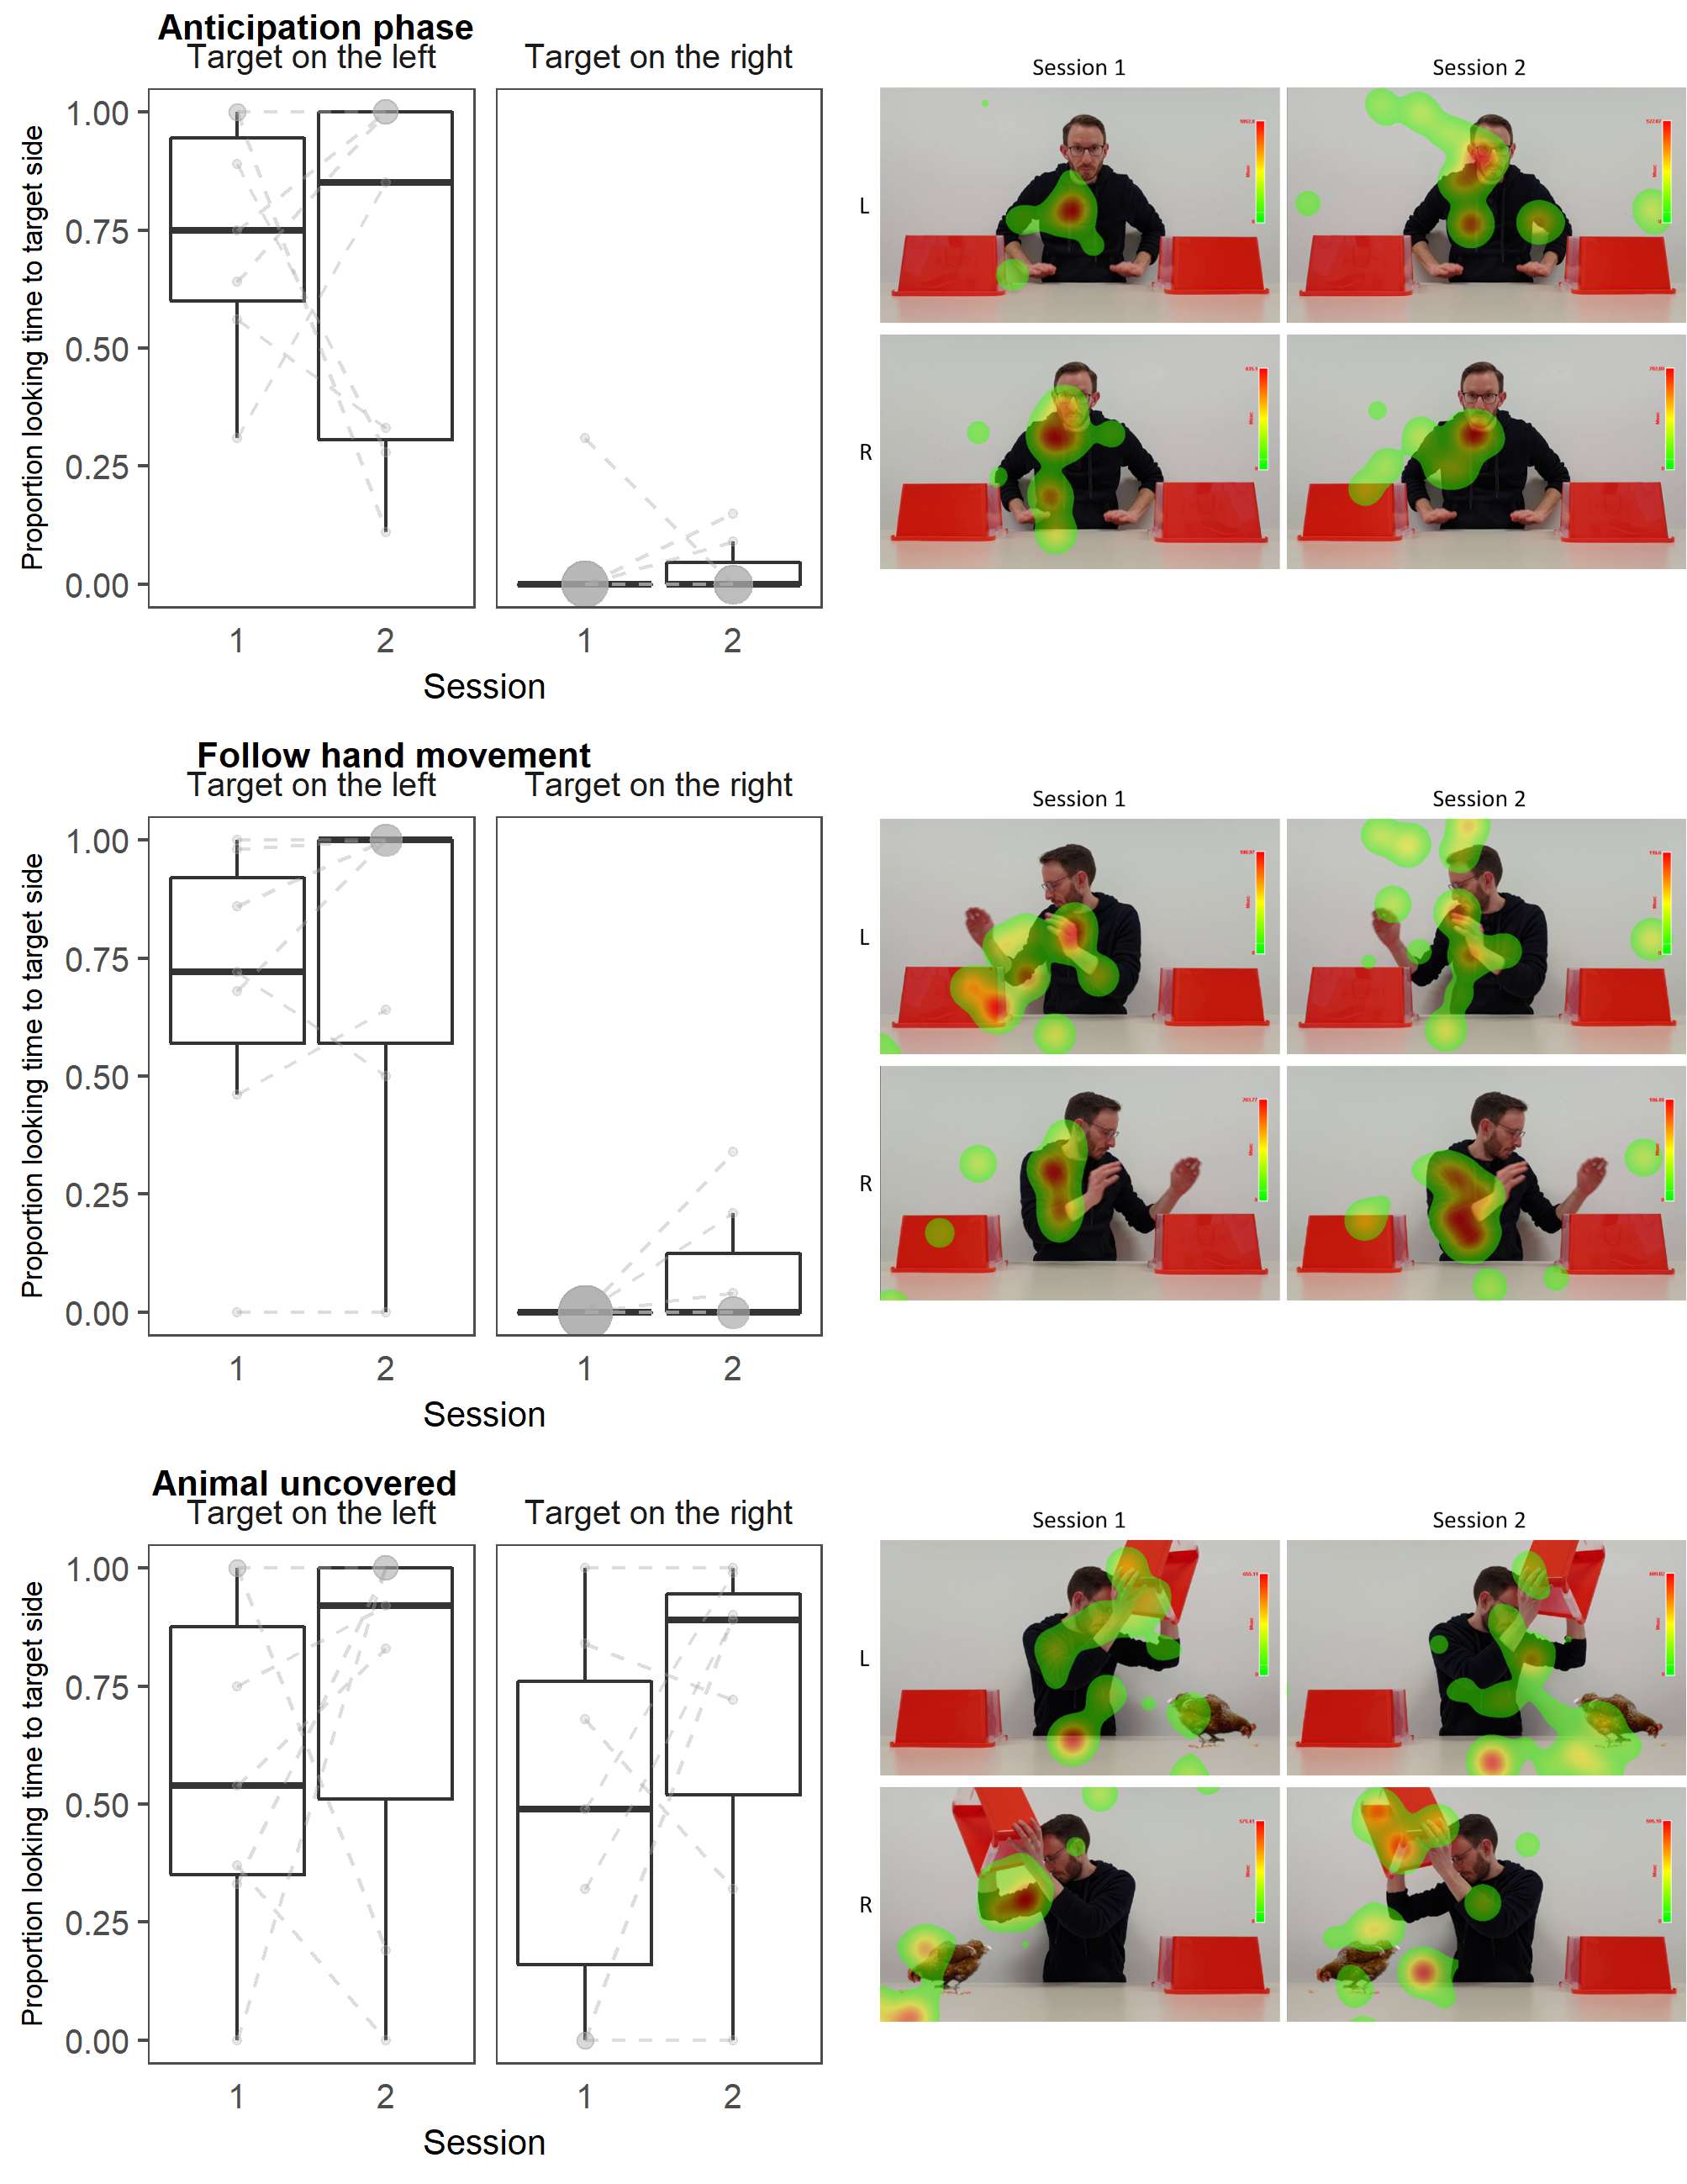 Anticipation phase
Target on the left
Target on the right
Proportion looking time to target side
1.00
0.75
0.50
0.25
0.00
1
2
1
2
Session
Session 1
Session 2
L
R
Follow hand movement
Target on the left
Target on the right
Proportion looking time to target side
1.00
0.75
0.50
0.25
0.00
1
2
1
2
Session
Session 1
Session 2
L
R
Animal uncovered
Target on the left
Target on the right
Proportion looking time to target side
1.00
0.75
0.50
0.25
0.00
1
2
1
2
Session
Session 1
Session 2
L
R